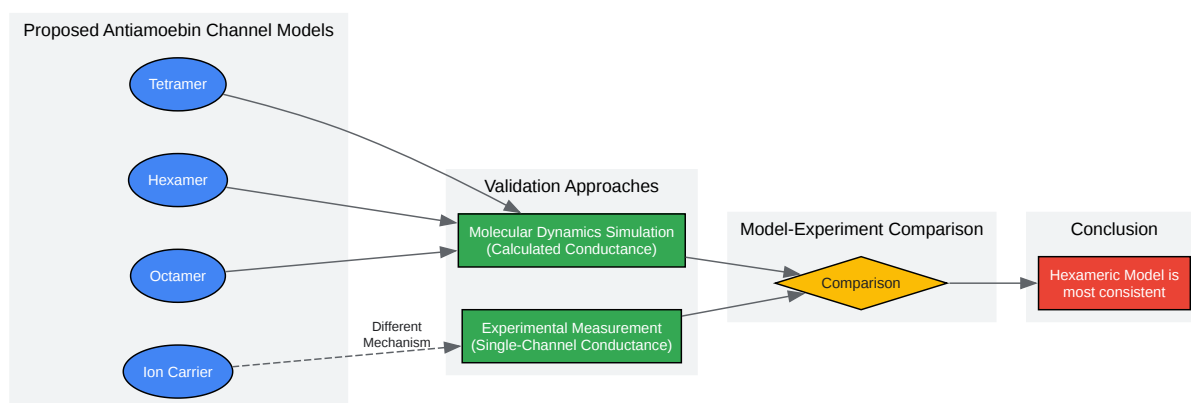 Proposed Antiamoebin Channel Models
Tetramer
Hexamer
Octamer
Ion Carrier
Different
Mechanism
Validation Approaches
Molecular Dynamics Simulation
(Calculated Conductance)
Experimental Measurement
(Single-Channel Conductance)
Model-Experiment Comparison
Comparison
Conclusion
Hexameric Model is
most consistent